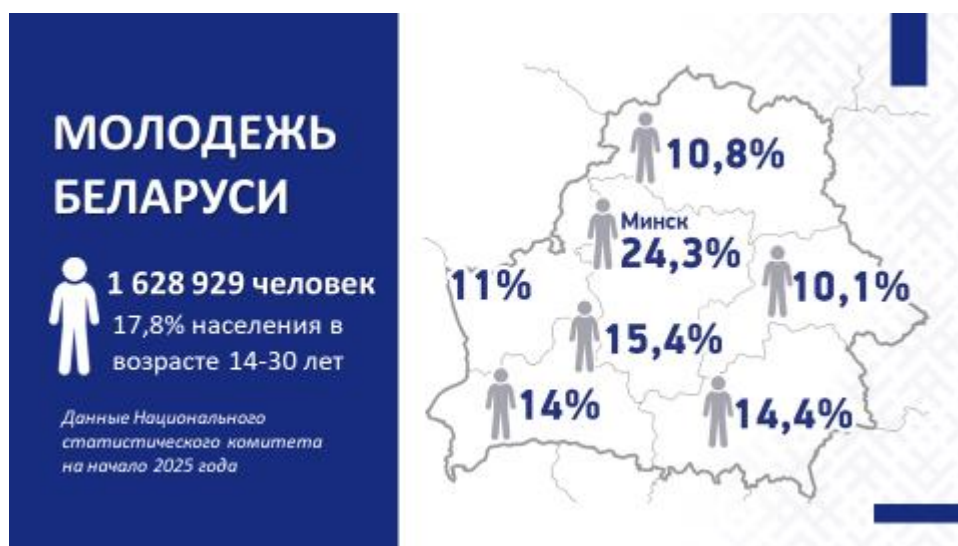 МОЛОДЕЖЬ
БЕЛАРУСИ
1 628 929 человек
17,8% населения в
возрасте 14-30 лет
Данные Национального
статистического комитета
на начало 2025 года
10,8%
Минск
24,3%
11%
10,1%
15,4%
14%
14,4%